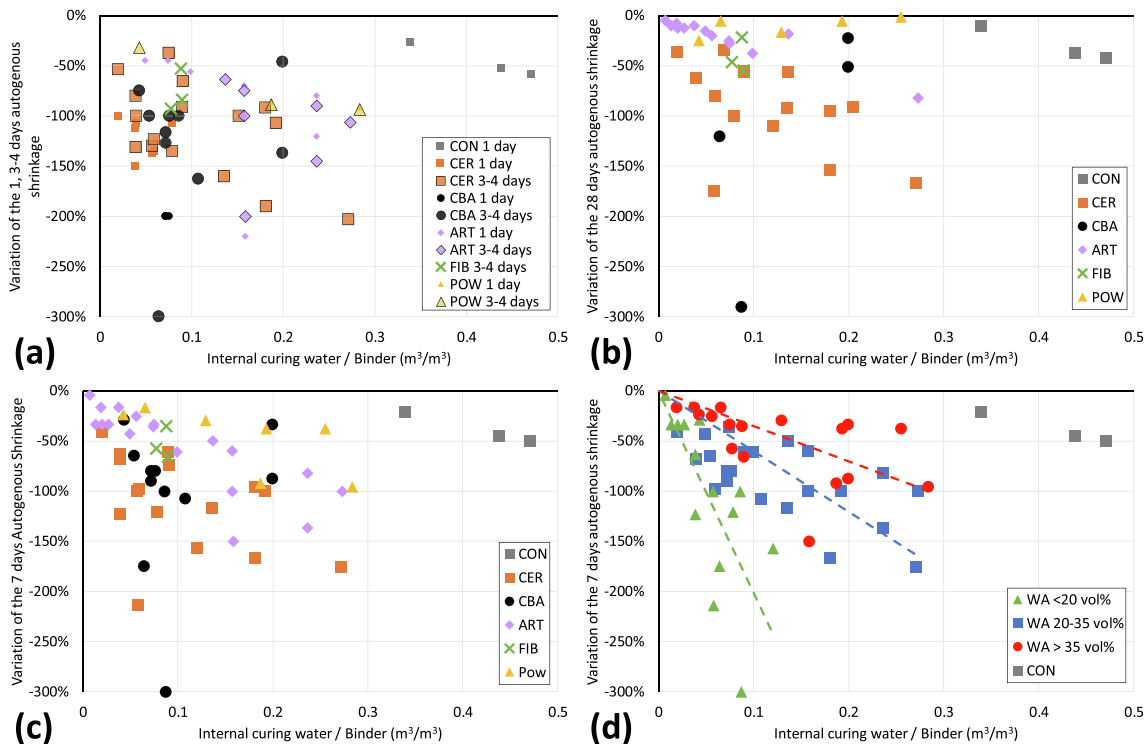 0%
-50%
-100%
-150%
-200%
-250%
-300%
0
0.1
0.2
0.3
0.4
0.5
Variation of the 1, 3-4 days autogenous
shrinkage
Internal curing water / Binder (m³/m³)
CON 1 day
CER 1 day
CER 3-4 days
CBA 1 day
CBA 3-4 days
ART 1 day
ART 3-4 days
FIB 3-4 days
POW 1 day
POW 3-4 days
(a)
0%
-50%
-100%
-150%
-200%
-250%
-300%
0
0.1
0.2
0.3
0.4
0.5
Variation of the 28 days autogenous shrinkage
Internal curing water / Binder (m³/m³)
CON
CER
CBA
ART
FIB
POW
(b)
0%
-50%
-100%
-150%
-200%
-250%
-300%
0
0.1
0.2
0.3
0.4
0.5
Variation of the 7 days Autogenous Shrinkage
Internal curing water / Binder (m³/m³)
CON
CER
CBA
ART
FIB
Pow
(c)
0%
-50%
-100%
-150%
-200%
-250%
-300%
0
0.1
0.2
0.3
0.4
0.5
Variation of the 7 days autogenous shrinkage
Internal curing water / Binder (m³/m³)
WA <20 vol%
WA 20-35 vol%
WA > 35 vol%
CON
(d)